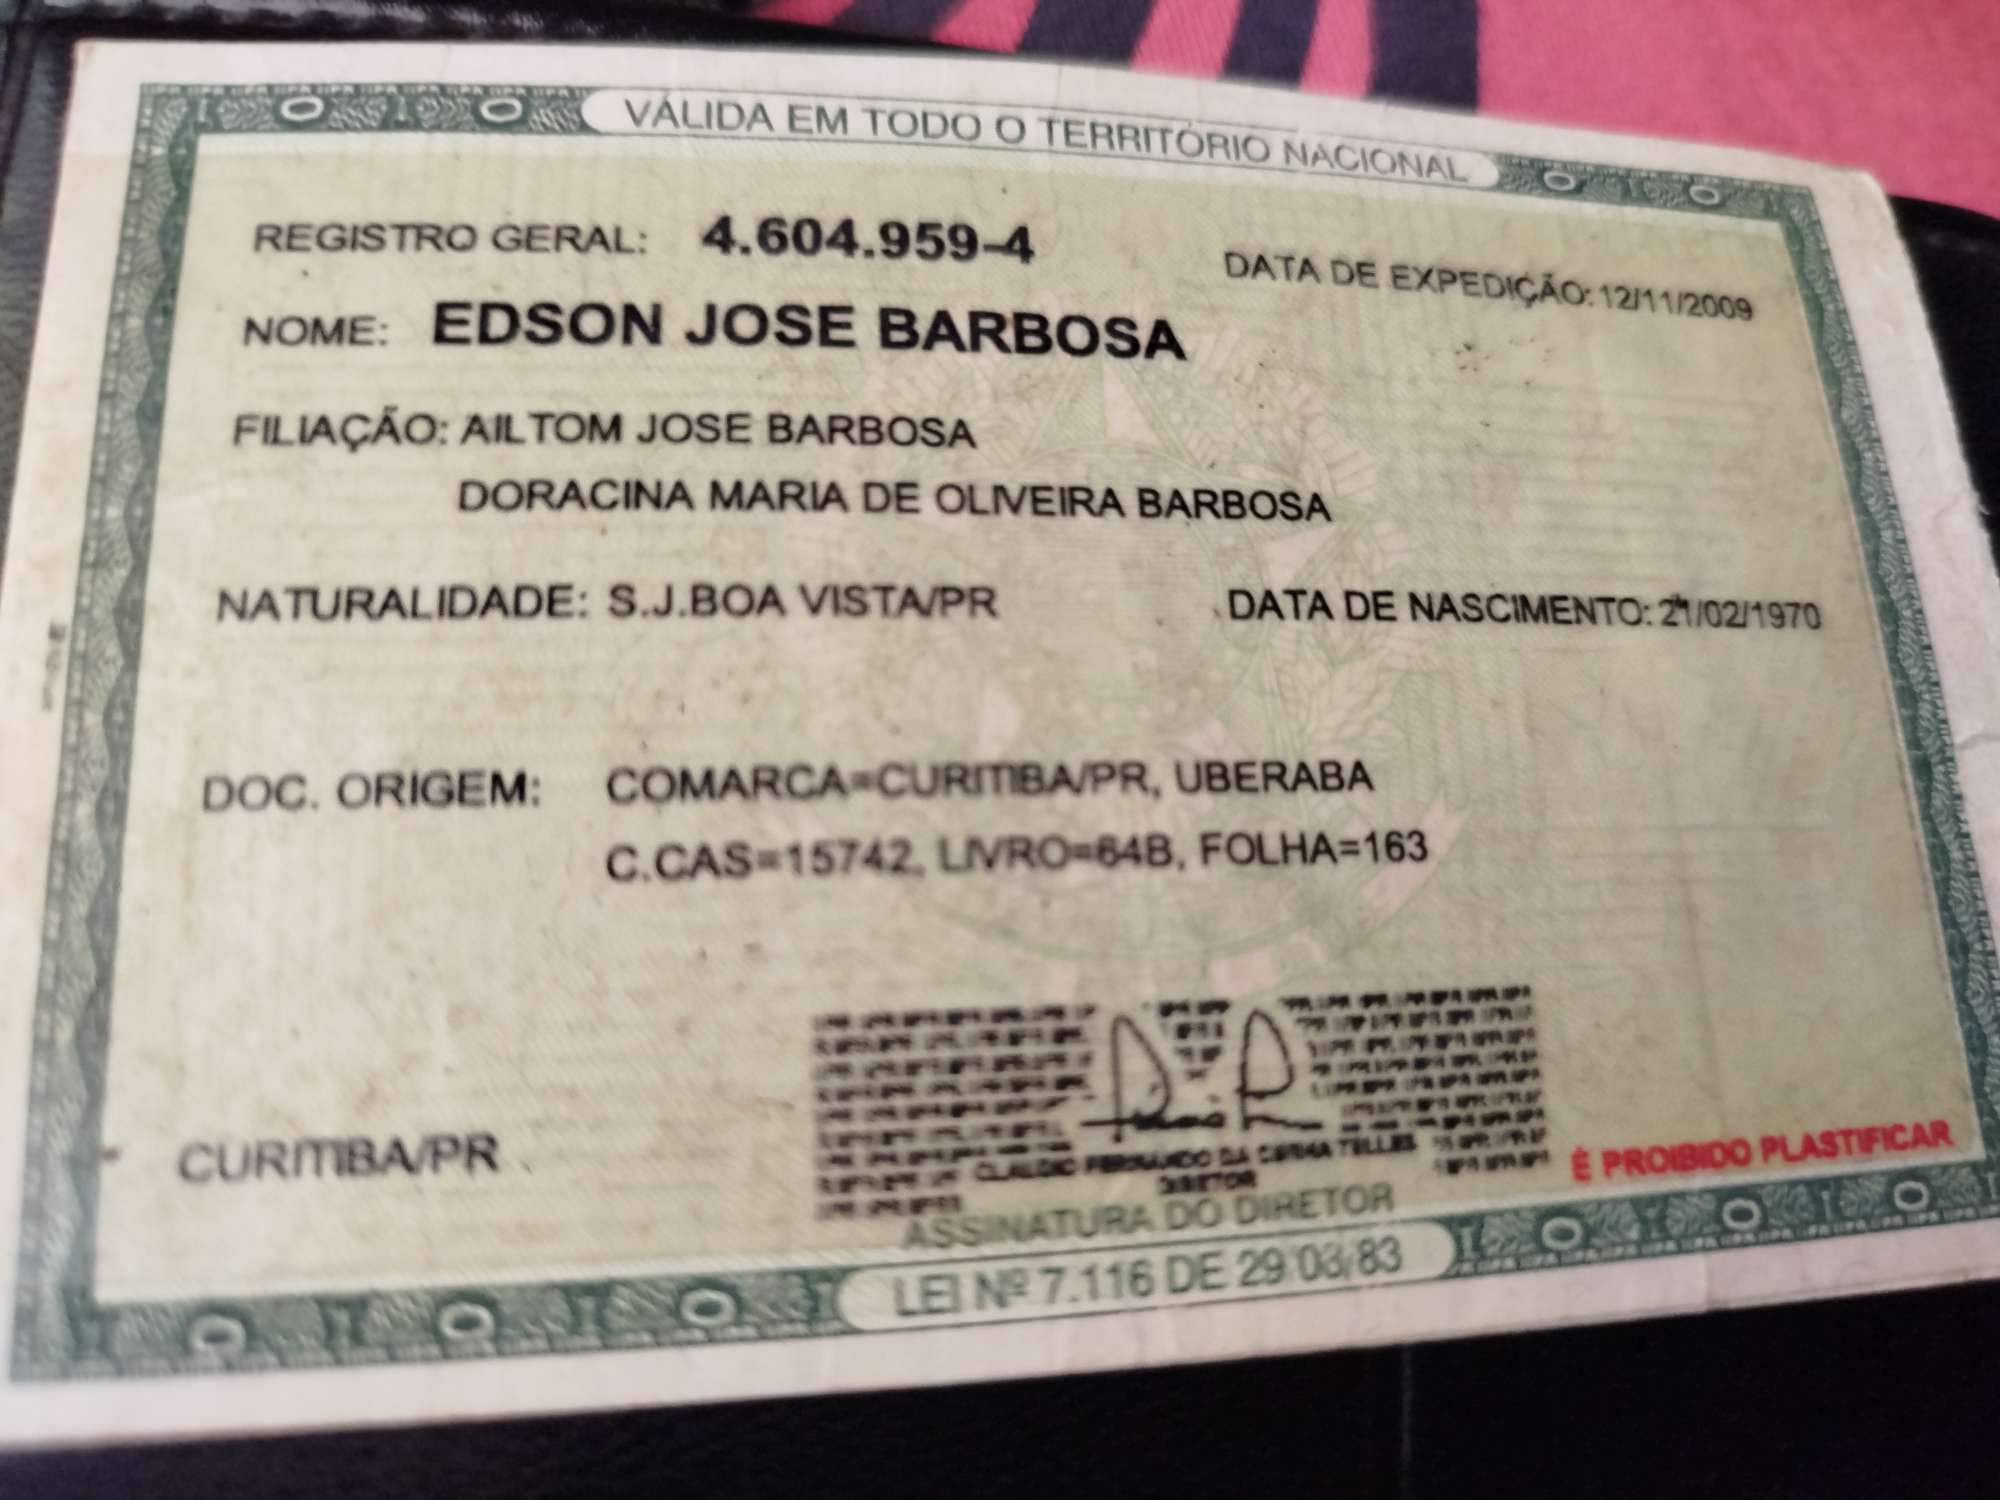 VÁLIDA EM TODO O TERRITÓRIO NACIONAL
REGISTRO GERAL: 4.604.959-4
DATA DE EXPEDIÇÃO: 12/11/2009
NOME: EDSON JOSE BARBOSA
FILIAÇÃO: AILTOM JOSE BARBOSA
DORACINA MARIA DE OLIVEIRA BARBOSA
NATURALIDADE: S.J.BOA VISTA/PR
DATA DE NASCIMENTO: 21/02/1970
DOC. ORIGEM: COMARCA=CURITIBA/PR, UBERABA
C.CAS=15742, LIVRO=64B, FOLHA=163
CURITIBA/PR
CLAUDIO FERNANDO DA CUNHA TELLES
DIRETOR
ASSINATURA DO DIRETOR
É PROIBIDO PLASTIFICAR
LEI Nº 7.116 DE 29/03/83